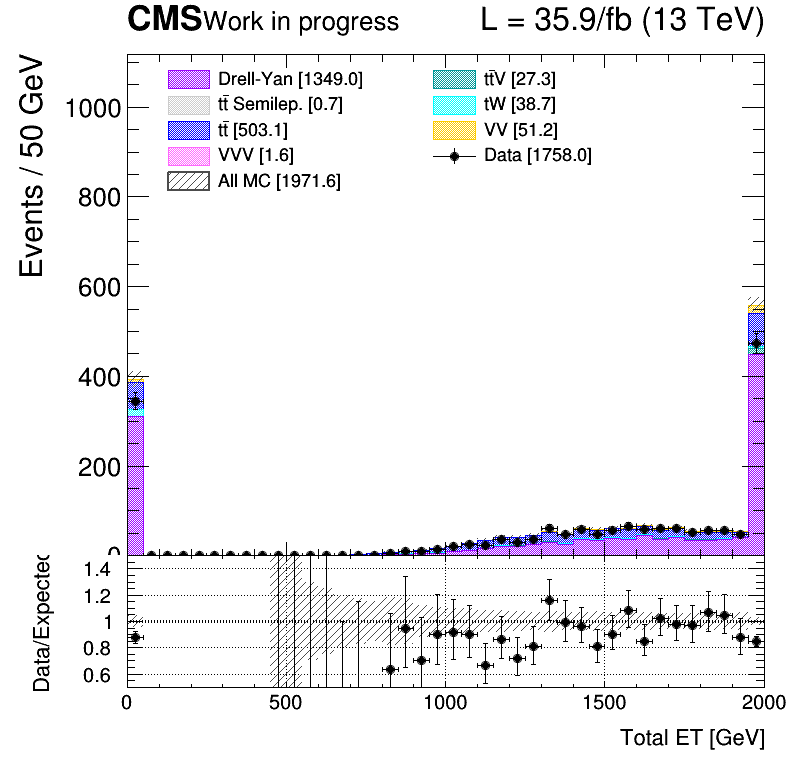 CMS Work in progress L = 35.9/fb (13 TeV)
Events / 50 GeV
Drell-Yan [1349.0]
tt̄ Semilep. [0.7]
tt̄ [503.1]
VVV [1.6]
All MC [1971.6]
tt̄V [27.3]
tW [38.7]
VV [51.2]
Data [1758.0]
1000
800
600
400
200
0
Data/Expected
1.4
1.2
1
0.8
0.6
0 500 1000 1500 2000
Total ET [GeV]